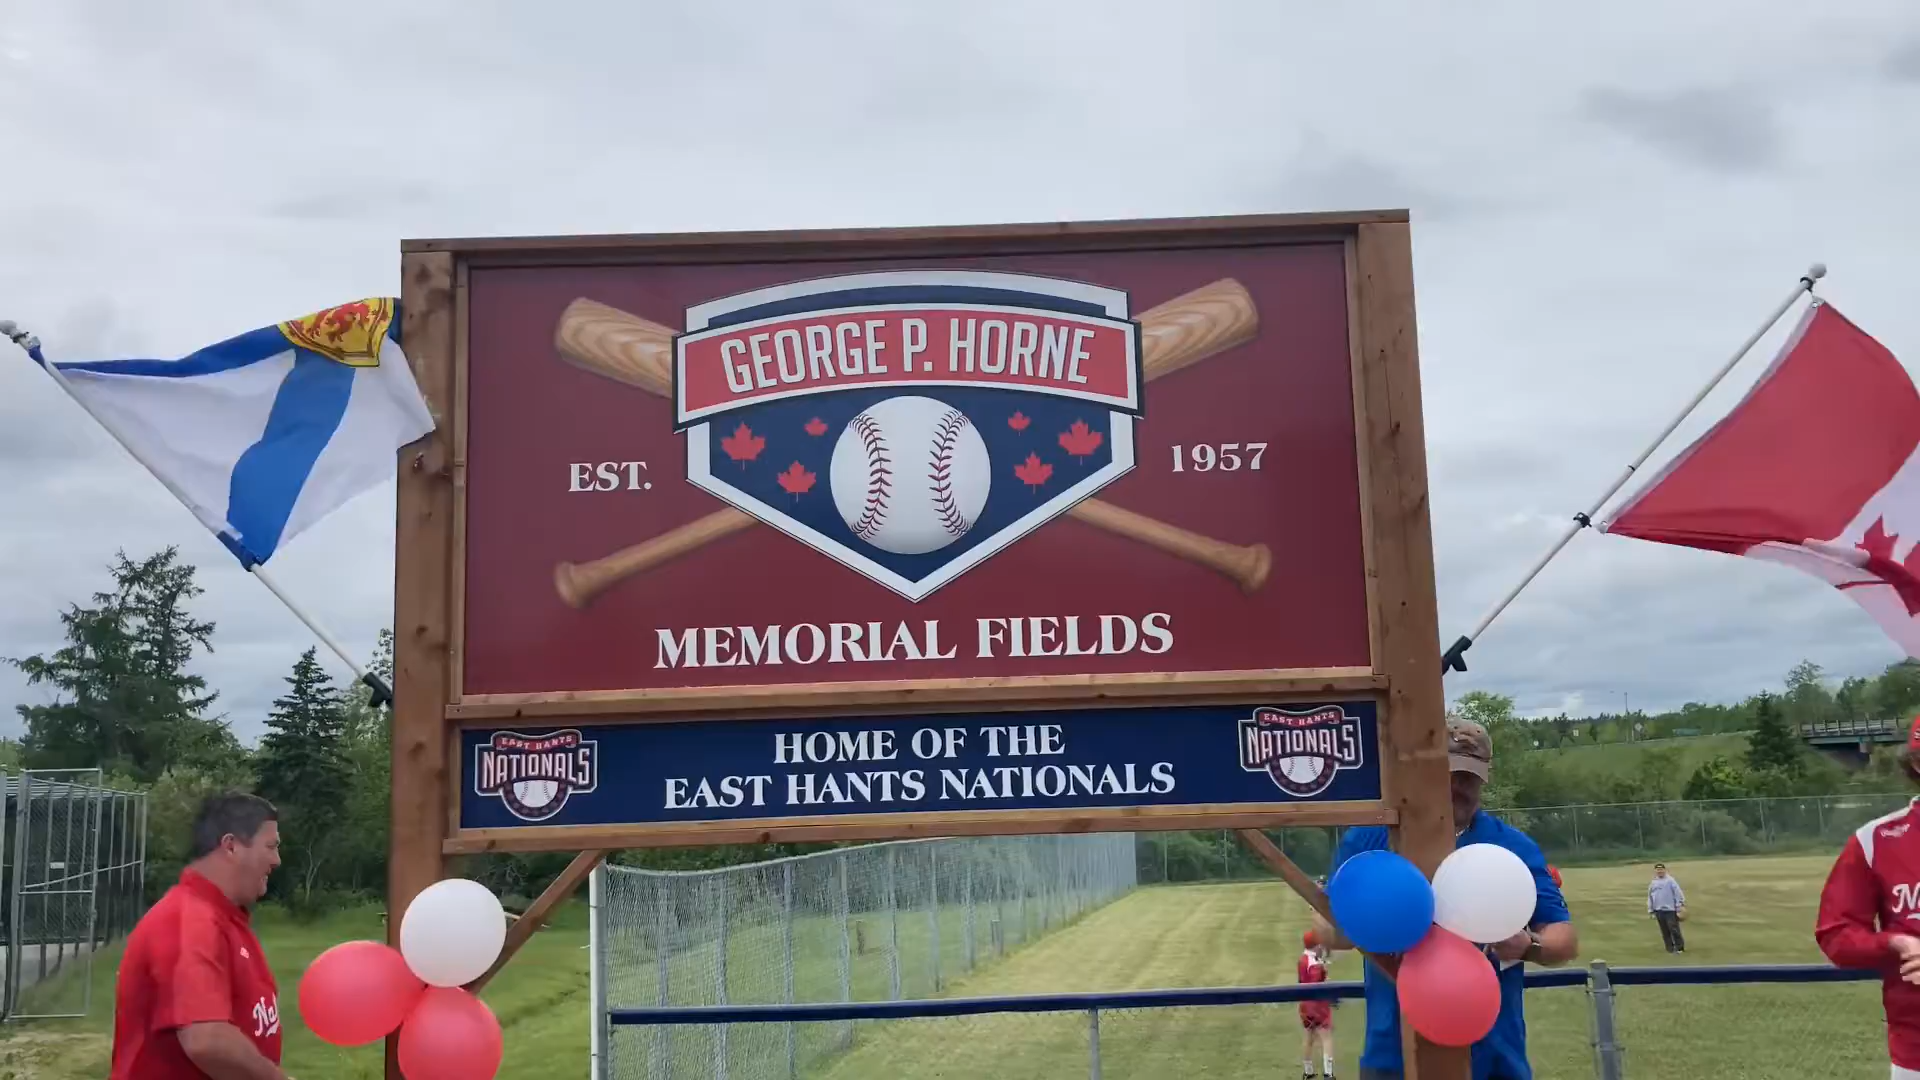 GEORGE P. HORNE
EST. 1957
MEMORIAL FIELDS
EAST HANTS
NATIONALS
HOME OF THE
EAST HANTS NATIONALS
EAST HANTS
NATIONALS